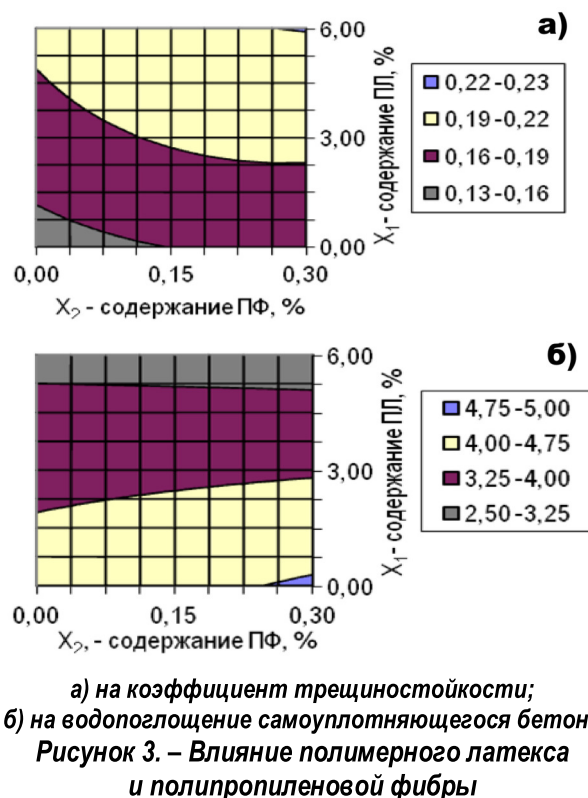 а)
6,00
3,00
0,00
X1- содержание ПЛ, %
0,22 -0,23
0,19 -0,22
0,16 -0,19
0,13 -0,16
0,00
0,15
0,30
X2 - содержание ПФ, %
б)
6,00
3,00
0,00
X1- содержание ПЛ, %
4,75 -5,00
4,00 -4,75
3,25 -4,00
2,50 -3,25
0,00
0,15
0,30
X2, - содержание ПФ, %
а) на коэффициент трещиностойкости;
б) на водопоглощение самоуплотняющегося бетон
Рисунок 3. – Влияние полимерного латекса
и полипропиленовой фибры